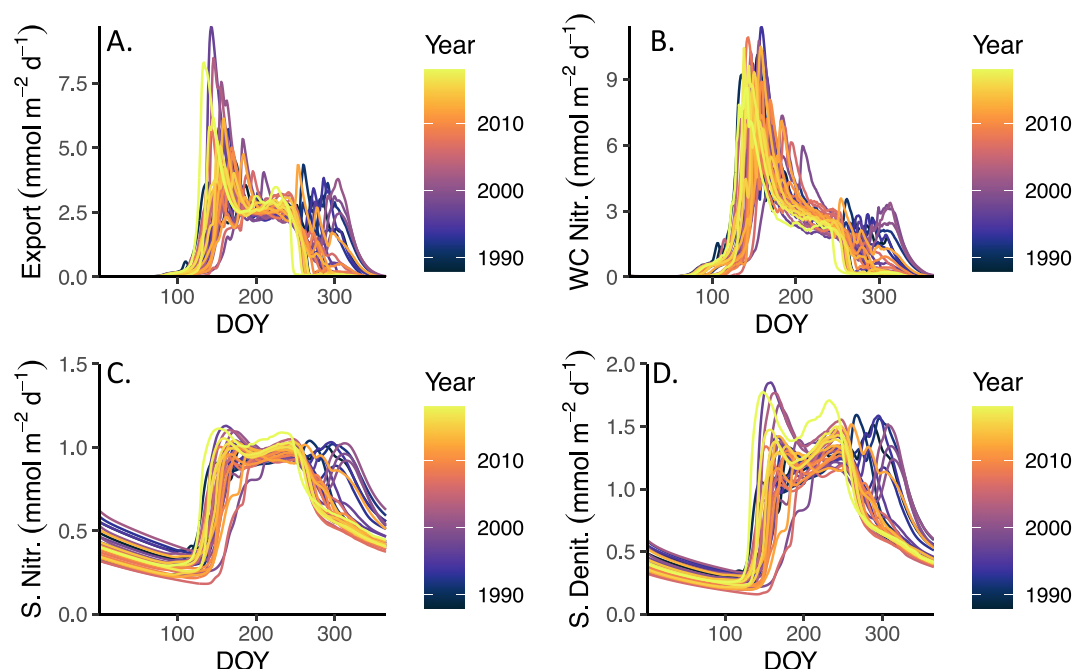 A.
Export (mmol m⁻² d⁻¹)
7.5
5.0
2.5
0.0
100 200 300
DOY
Year
2010
2000
1990
B.
WC Nitr. (mmol m⁻² d⁻¹)
9
6
3
0
100 200 300
DOY
Year
2010
2000
1990
C.
S. Nitr. (mmol m⁻² d⁻¹)
1.5
1.0
0.5
0.0
100 200 300
DOY
Year
2010
2000
1990
D.
S. Denit. (mmol m⁻² d⁻¹)
2.0
1.5
1.0
0.5
0.0
100 200 300
DOY
Year
2010
2000
1990